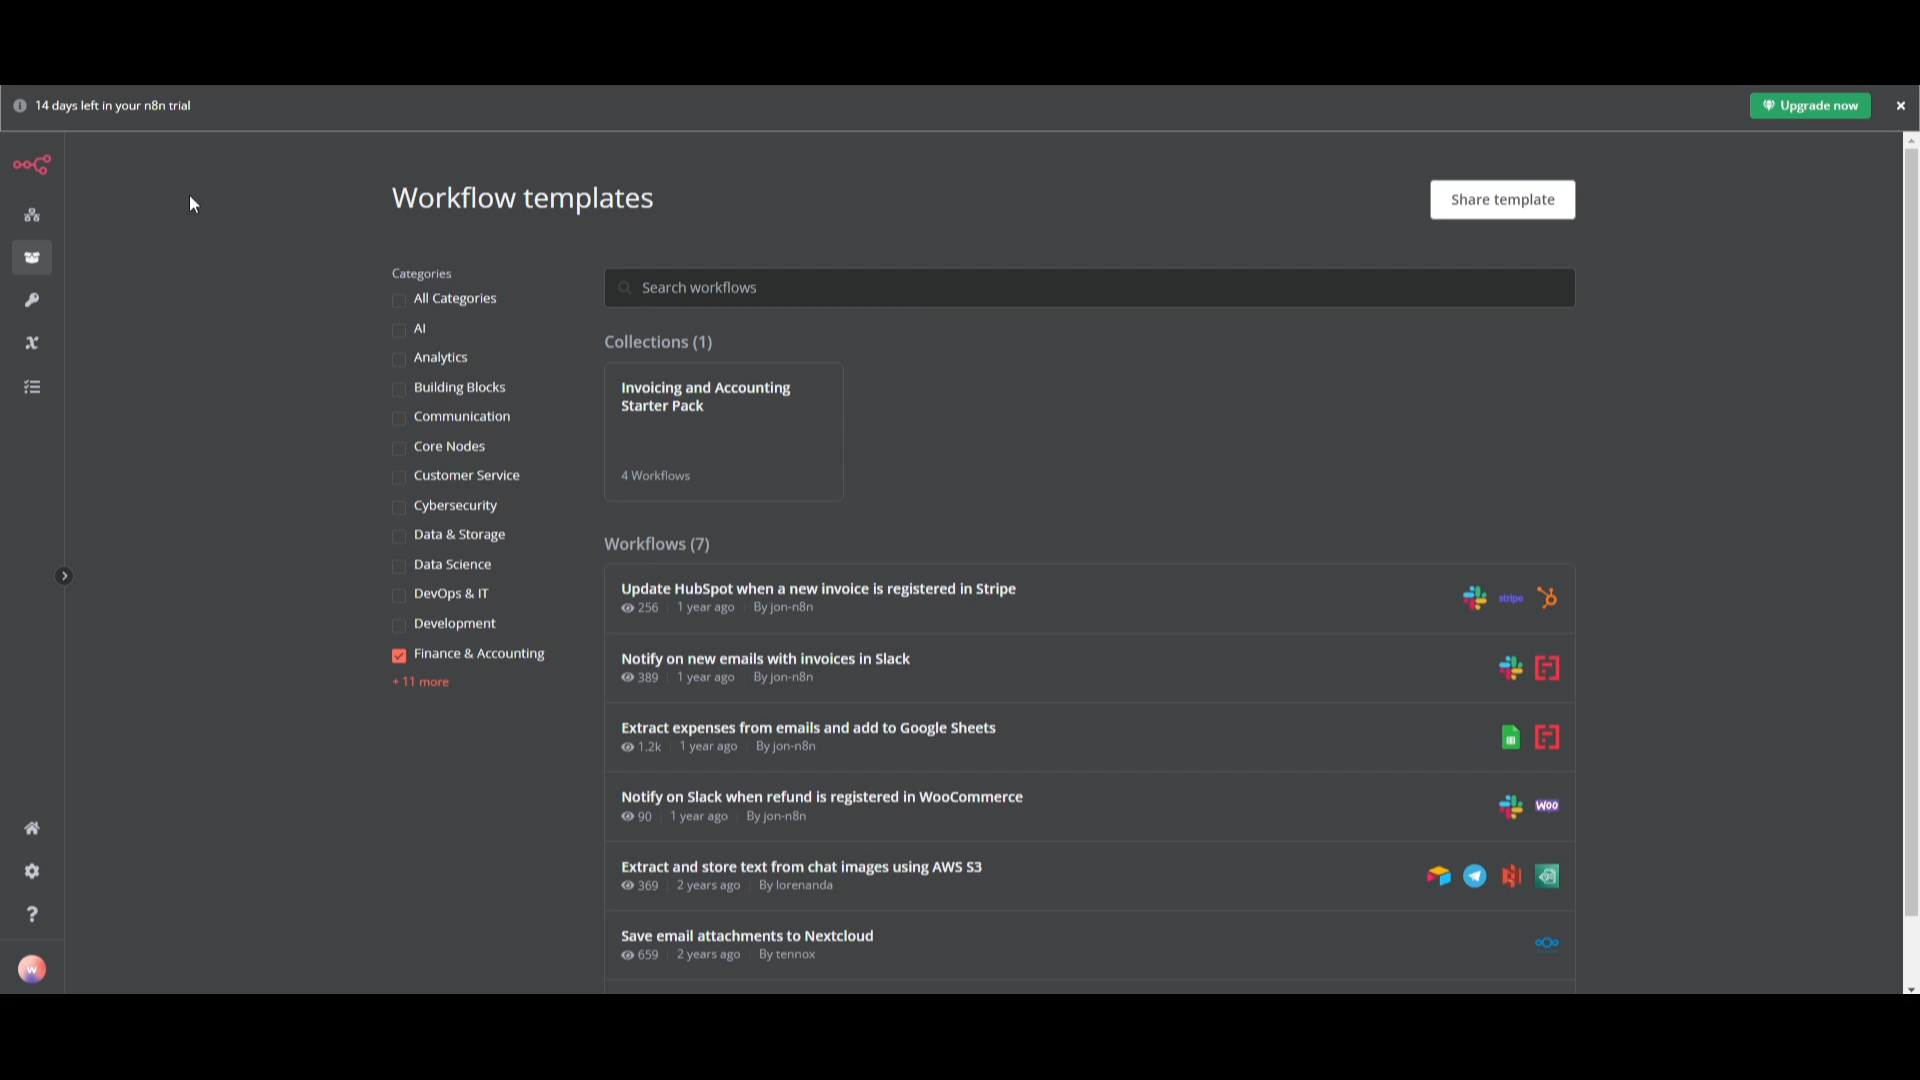 14 days left in your n8n trial
Upgrade now
Workflow templates
Share template
Categories
All Categories
AI
Analytics
Building Blocks
Communication
Core Nodes
Customer Service
Cybersecurity
Data & Storage
Data Science
DevOps & IT
Development
Finance & Accounting
+ 11 more
Search workflows
Collections (1)
Invoicing and Accounting
Starter Pack
4 Workflows
Workflows (7)
Update HubSpot when a new invoice is registered in Stripe
256 1 year ago By jon-n8n
stripe
Notify on new emails with invoices in Slack
389 1 year ago By jon-n8n
Extract expenses from emails and add to Google Sheets
1.2k 1 year ago By jon-n8n
Notify on Slack when refund is registered in WooCommerce
90 1 year ago By jon-n8n
Woo
Extract and store text from chat images using AWS S3
369 2 years ago By lorenanda
Save email attachments to Nextcloud
659 2 years ago By tennox
w